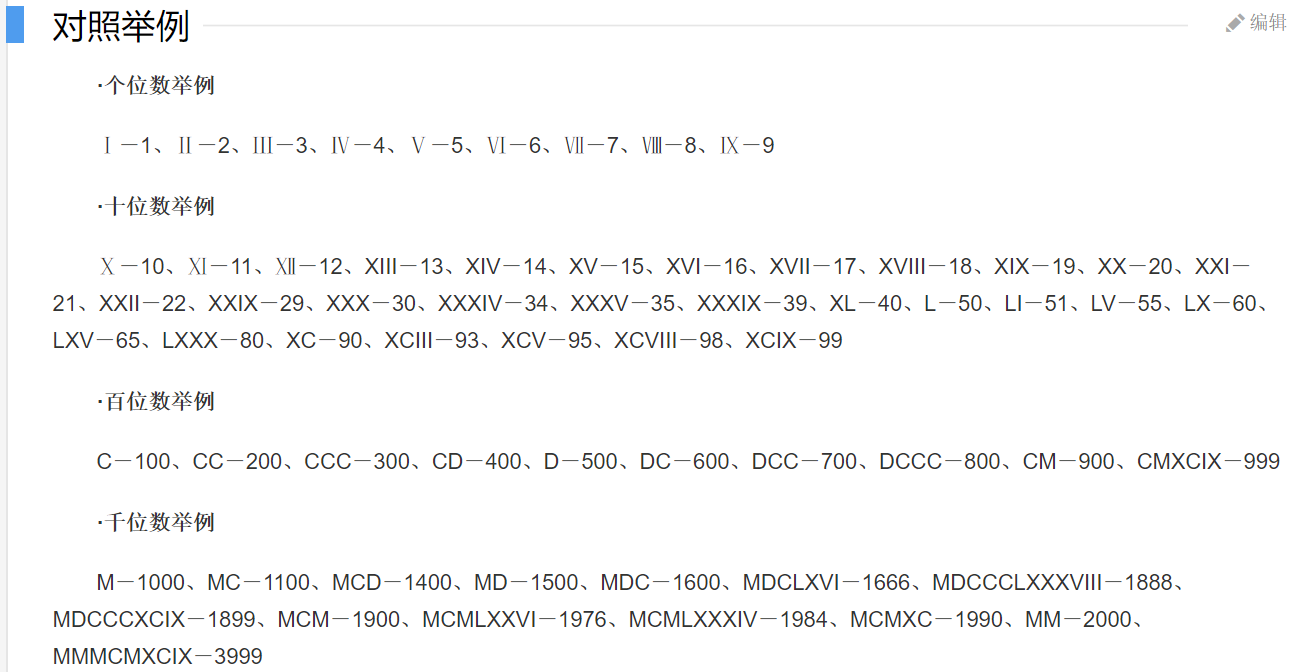 对照举例
编辑
·个位数举例
Ⅰ－1、Ⅱ－2、Ⅲ－3、Ⅳ－4、Ⅴ－5、Ⅵ－6、Ⅶ－7、Ⅷ－8、Ⅸ－9
·十位数举例
Ⅹ－10、Ⅺ－11、Ⅻ－12、XIII－13、XIV－14、XV－15、XVI－16、XVII－17、XVIII－18、XIX－19、XX－20、XXI－
21、XXII－22、XXIX－29、XXX－30、XXXIV－34、XXXV－35、XXXIX－39、XL－40、L－50、LI－51、LV－55、LX－60、
LXV－65、LXXX－80、XC－90、XCIII－93、XCV－95、XCVIII－98、XCIX－99
·百位数举例
C－100、CC－200、CCC－300、CD－400、D－500、DC－600、DCC－700、DCCC－800、CM－900、CMXCIX－999
·千位数举例
M－1000、MC－1100、MCD－1400、MD－1500、MDC－1600、MDCLXVI－1666、MDCCCLXXXVIII－1888、
MDCCCXCIX－1899、MCM－1900、MCMLXXVI－1976、MCMLXXXIV－1984、MCMXC－1990、MM－2000、
MMMCMXCIX－3999